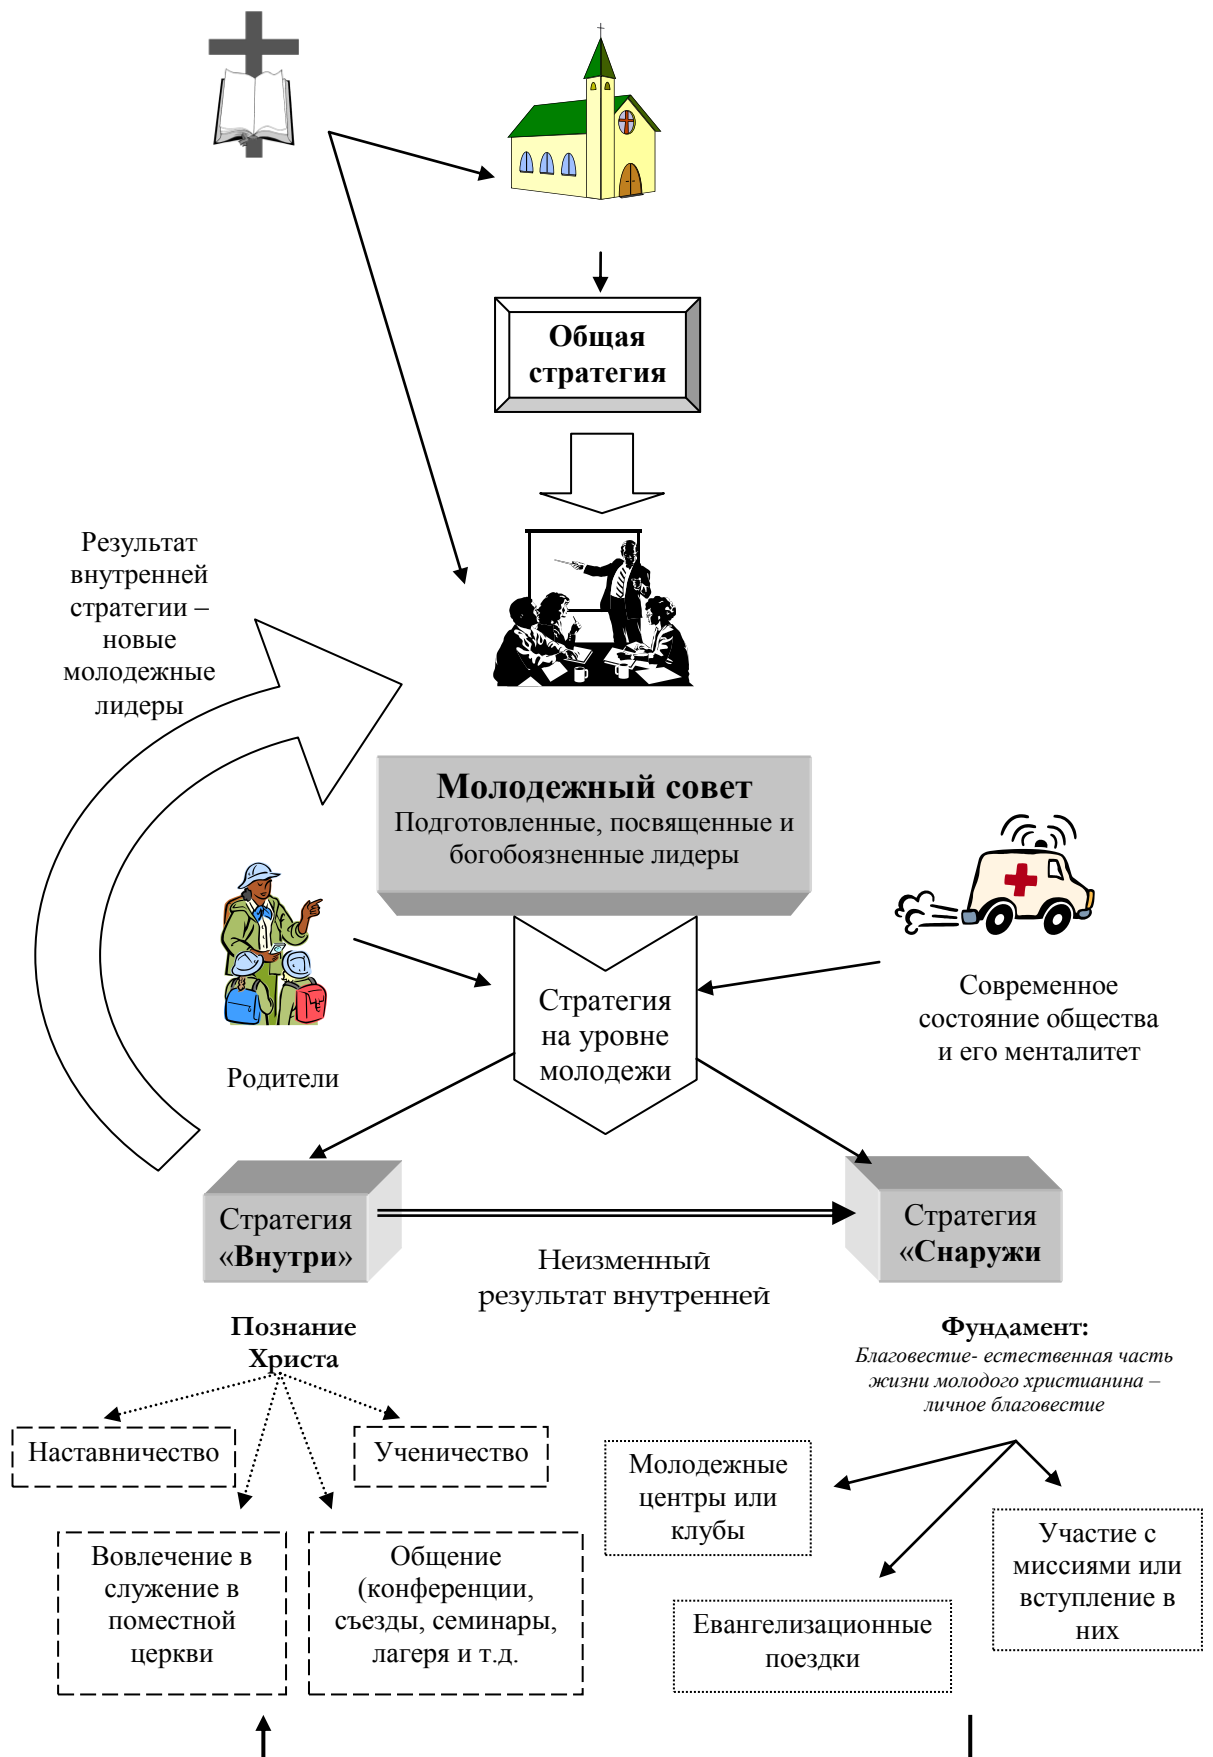 Общая
стратегия
Результат
внутренней
стратегии –
новые
молодежные
лидеры
Молодежный совет
Подготовленные, посвященные и
богобоязненные лидеры
Родители
Стратегия
на уровне
молодежи
Современное
состояние общества
и его менталитет
Стратегия
«Внутри»
Неизменный
результат внутренней
Стратегия
«Снаружи
Познание
Христа
Наставничество
Ученичество
Вовлечение в
служение в
поместной
церкви
Общение
(конференции,
съезды, семинары,
лагеря и т.д.
Фундамент:
Благовестие- естественная часть
жизни молодого христианина –
личное благовестие
Молодежные
центры или
клубы
Евангелизационные
поездки
Участие с
миссиями или
вступление в
них